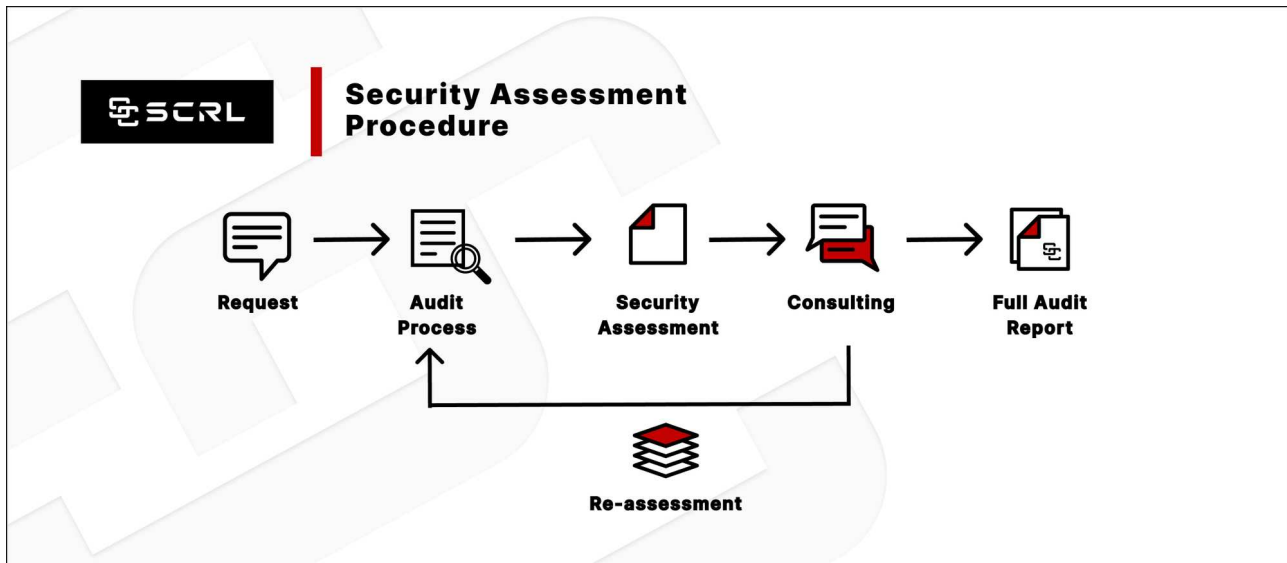 SCRL
Security Assessment
Procedure
Request
Audit
Process
Security
Assessment
Consulting
Full Audit
Report
Re-assessment